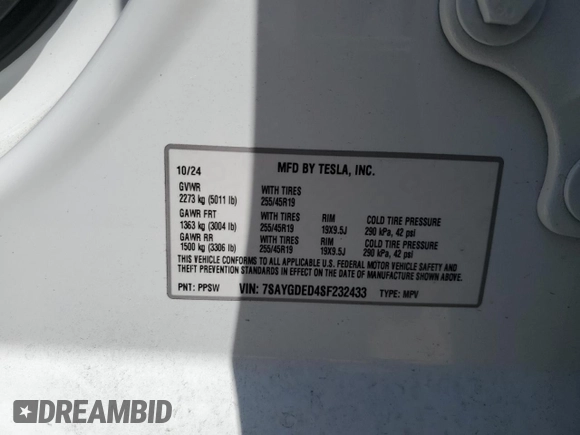 10/24 MFD BY TESLA, INC.
GVWR WITH TIRES
2273 kg (5011 lb) 255/45R19
GAWR FRT WITH TIRES RIM COLD TIRE PRESSURE
1363 kg (3004 lb) 255/45R19 19X9.5J 290 kPa, 42 psi
GAWR RR WITH TIRES RIM COLD TIRE PRESSURE
1500 kg (3306 lb) 255/45R19 19X9.5J 290 kPa, 42 psi
THIS VEHICLE CONFORMS TO ALL APPLICABLE U.S. FEDERAL MOTOR VEHICLE SAFETY AND
THEFT PREVENTION STANDARDS IN EFFECT ON THE DATE OF MANUFACTURE SHOWN ABOVE.
PNT: PPSW VIN: 7SAYGDED4SF232433 TYPE: MPV
DREAMBID